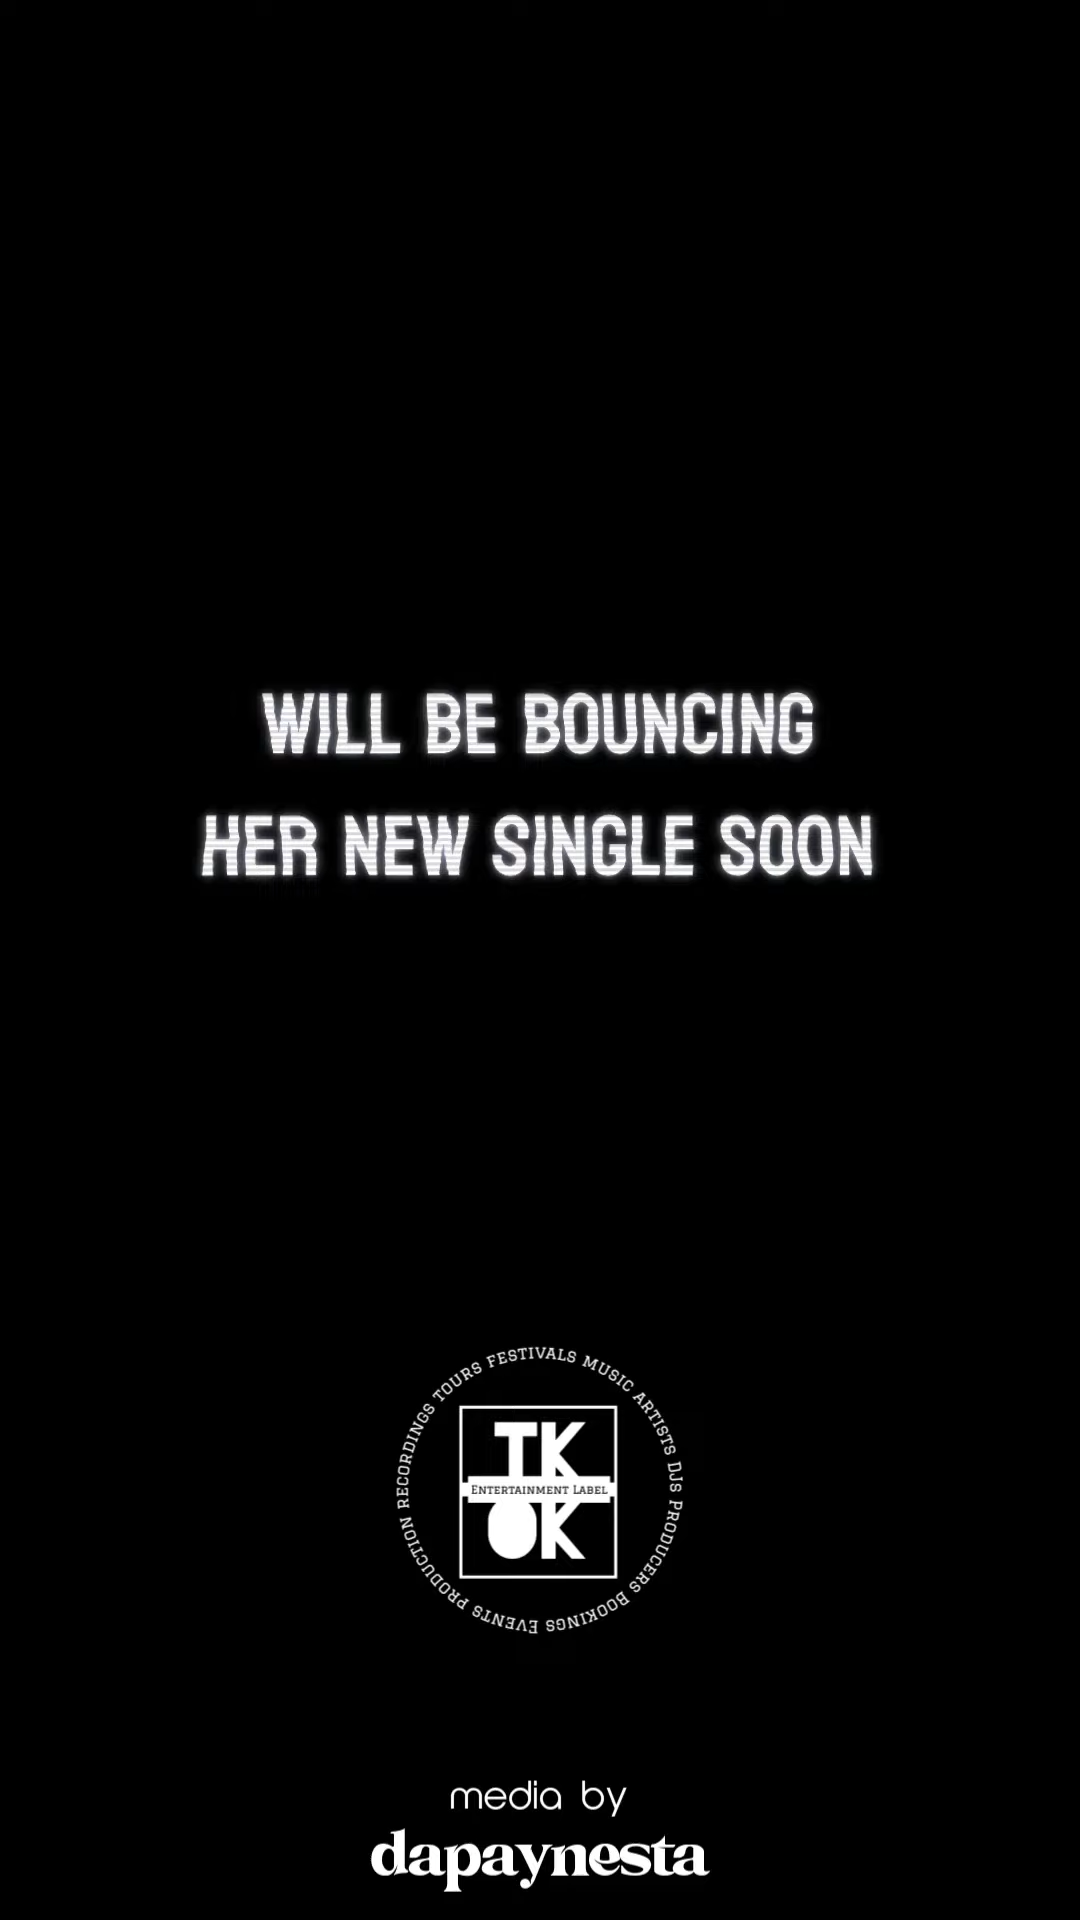 WILL BE BOUNCING
HER NEW SINGLE SOON
RECORDINGS TOURS FESTIVALS MUSIC ARTISTS DJS PRODUCERS BOOKINGS EVENTS PRODUCTION
TK
ENTERTAINMENT LABEL
OK
media by
dapaynesta